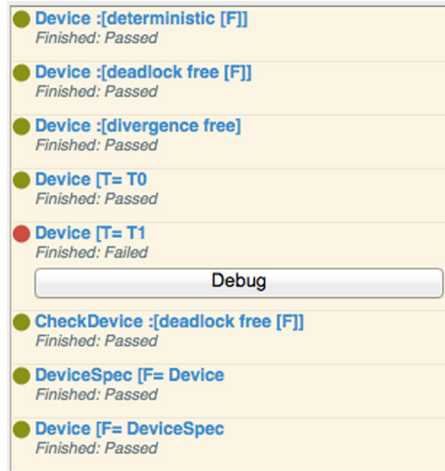 Device :[deterministic [F]]
Finished: Passed
Device :[deadlock free [F]]
Finished: Passed
Device :[divergence free]
Finished: Passed
Device [T= T0
Finished: Passed
Device [T= T1
Finished: Failed
Debug
CheckDevice :[deadlock free [F]]
Finished: Passed
DeviceSpec [F= Device
Finished: Passed
Device [F= DeviceSpec
Finished: Passed